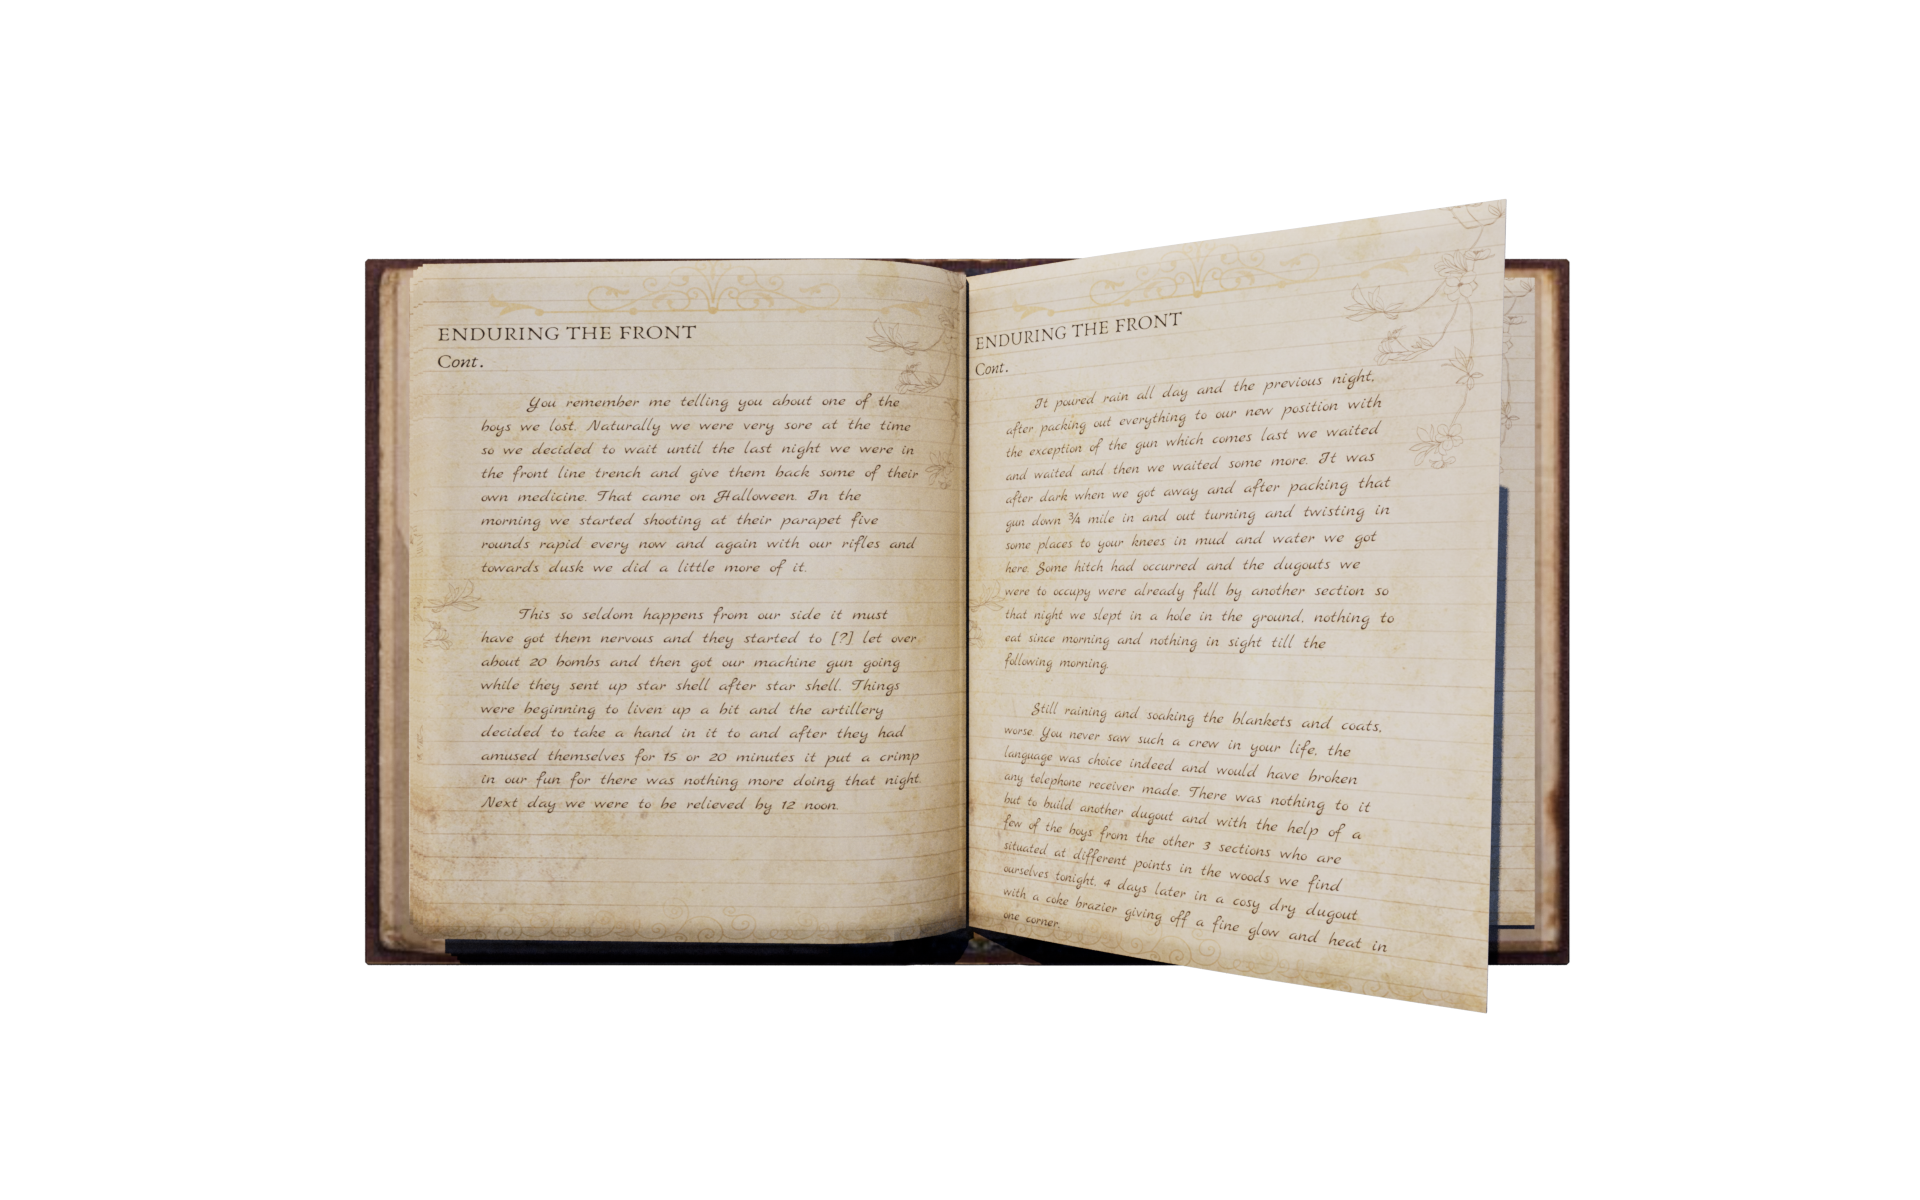 ENDURING THE FRONT
Cont.
You remember me telling you about one of the
boys we lost. Naturally we were very sore at the time
so we decided to wait until the last night we were in
the front line trench and give them back some of their
own medicine. That came on Halloween. In the
morning we started shooting at their parapet five
rounds rapid every now and again with our rifles and
towards dusk we did a little more of it.
This so seldom happens from our side it must
have got them nervous and they started to [?] let over
about 20 bombs and then got our machine gun going
while they sent up star shell after star shell. Things
were beginning to liven up a bit and the artillery
decided to take a hand in it to and after they had
amused themselves for 15 or 20 minutes it put a crimp
in our fun for there was nothing more doing that night.
Next day we were to be relieved by 12 noon.
ENDURING THE FRONT
Cont.
It poured rain all day and the previous night,
after packing out everything to our new position with
the exception of the gun which comes last we waited
and waited and then we waited some more. It was
after dark when we got away and after packing that
gun down ¾ mile in and out turning and twisting in
some places to your knees in mud and water we got
here. Some hitch had occurred and the dugouts we
were to occupy were already full by another section so
that night we slept in a hole in the ground, nothing to
eat since morning and nothing in sight till the
following morning.
Still raining and soaking the blankets and coats,
worse. You never saw such a crew in your life, the
language was choice indeed and would have broken
any telephone receiver made. There was nothing to it
but to build another dugout and with the help of a
few of the boys from the other 3 sections who are
situated at different points in the woods we find
ourselves tonight, 4 days later in a cosy dry dugout
with a coke brazier giving off a fine glow and heat in
one corner.